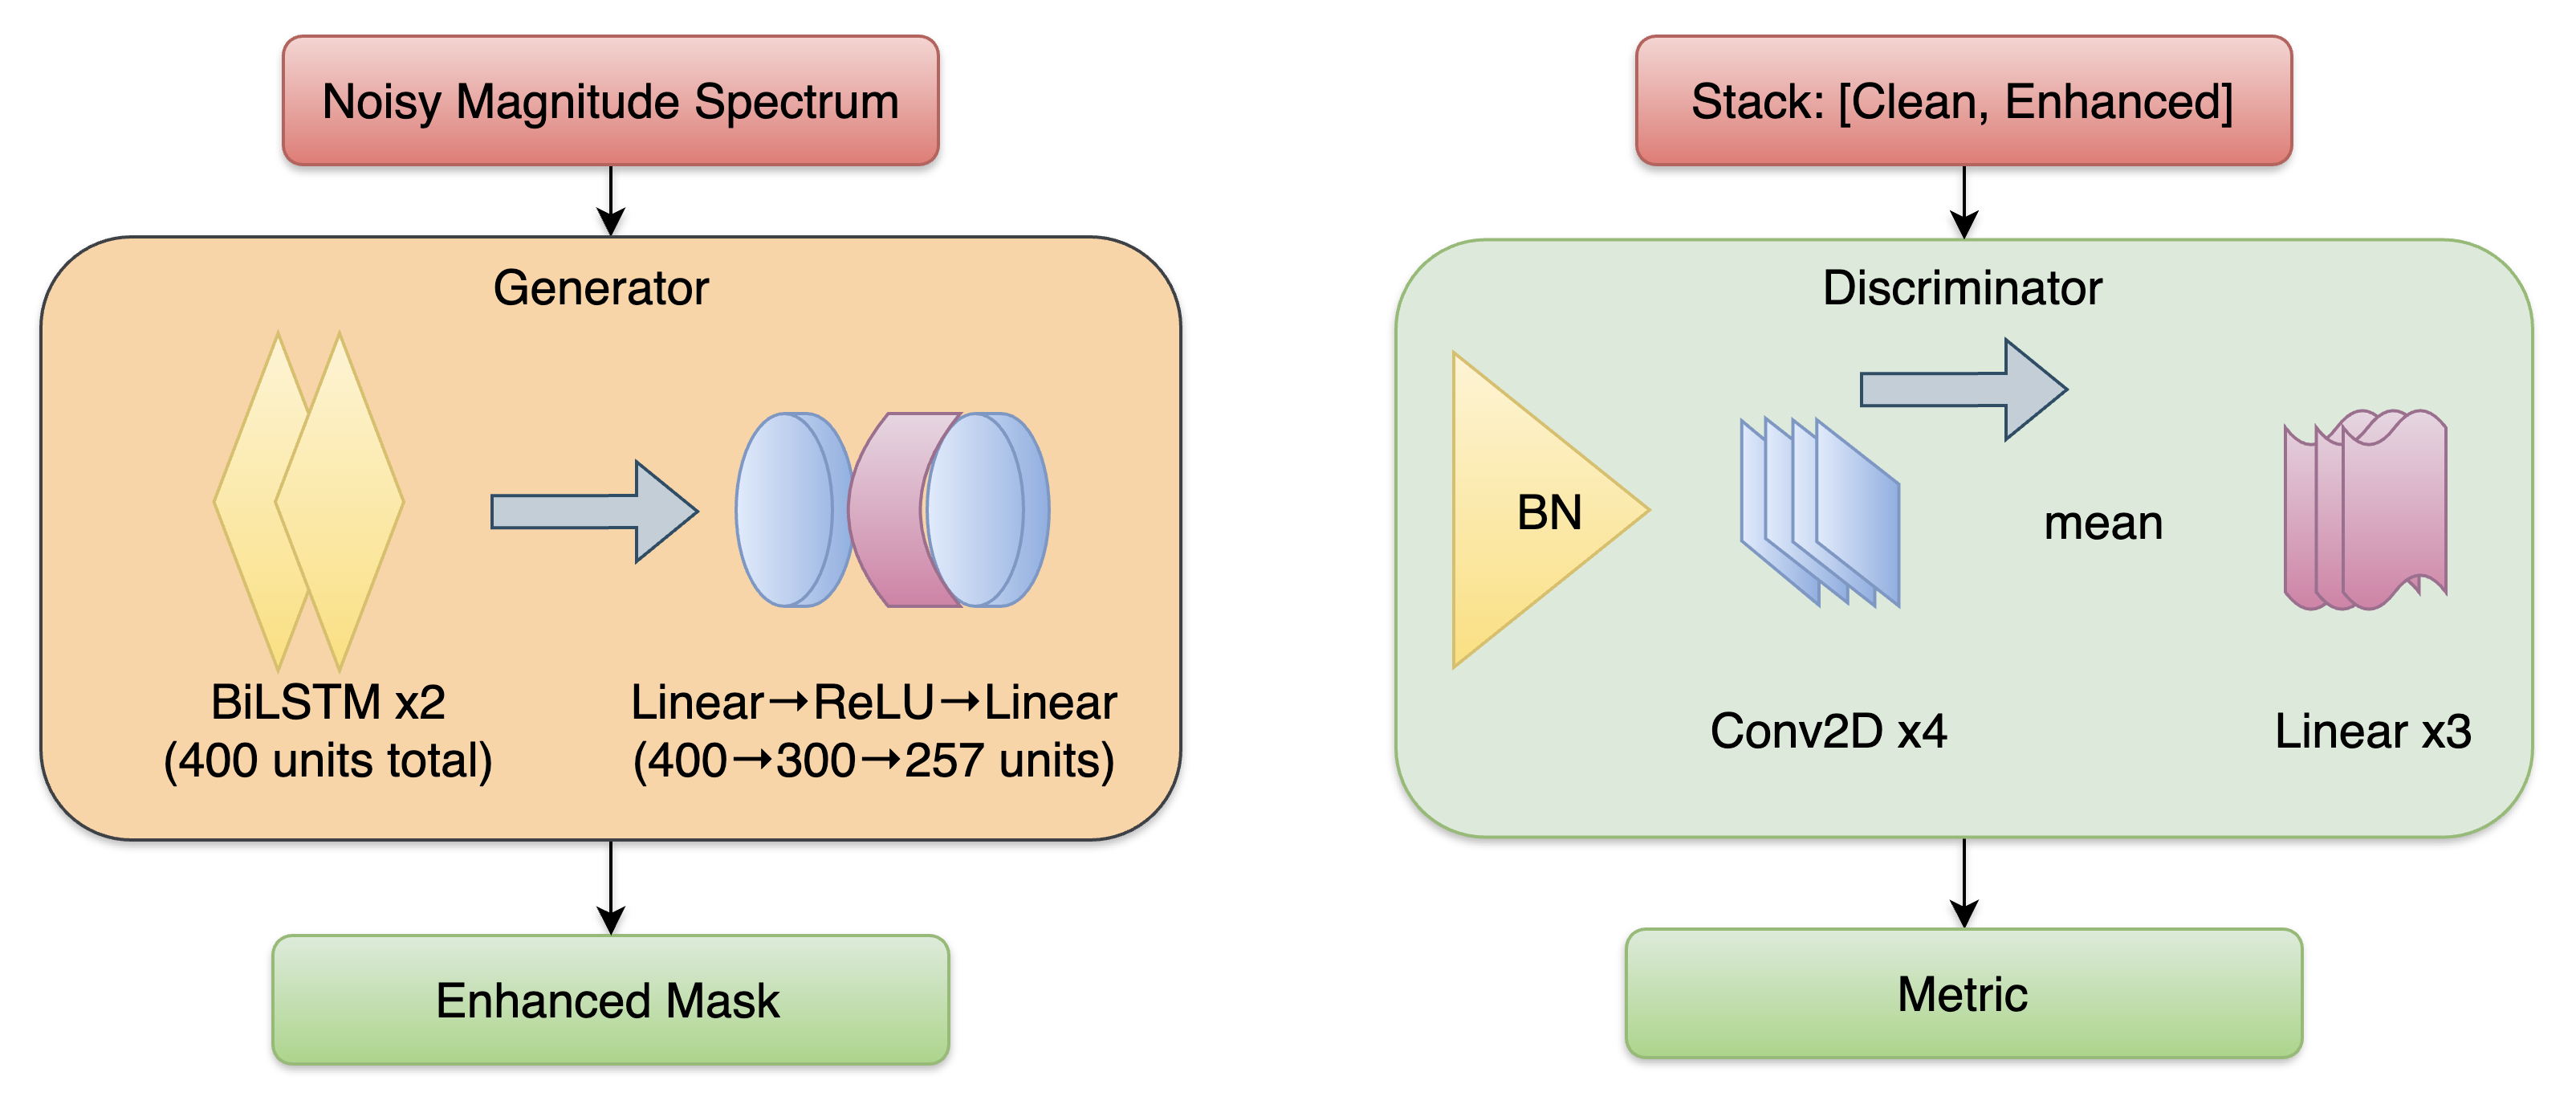 Noisy Magnitude Spectrum
Generator
BiLSTM x2
(400 units total)
Linear→ReLU→Linear
(400→300→257 units)
Enhanced Mask
Stack: [Clean, Enhanced]
Discriminator
BN
mean
Conv2D x4
Linear x3
Metric